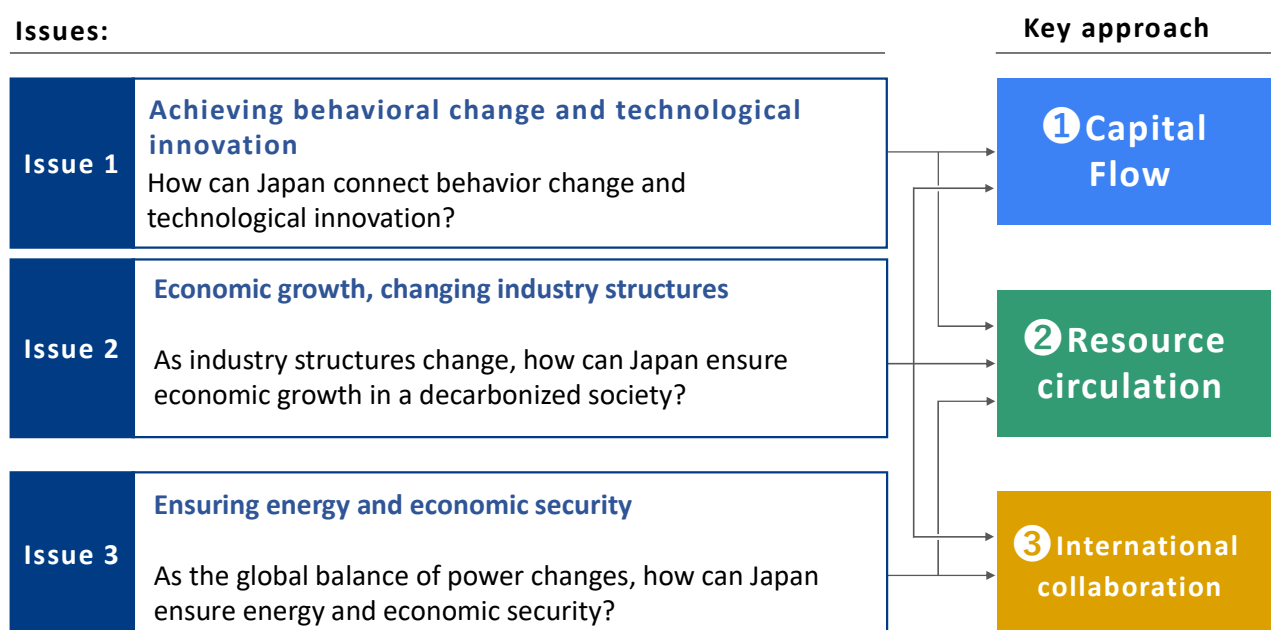 Issues:
Key approach
Issue 1
Achieving behavioral change and technological
innovation
How can Japan connect behavior change and
technological innovation?
Issue 2
Economic growth, changing industry structures
As industry structures change, how can Japan ensure
economic growth in a decarbonized society?
Issue 3
Ensuring energy and economic security
As the global balance of power changes, how can Japan
ensure energy and economic security?
❶Capital
Flow
❷Resource
circulation
❸International
collaboration